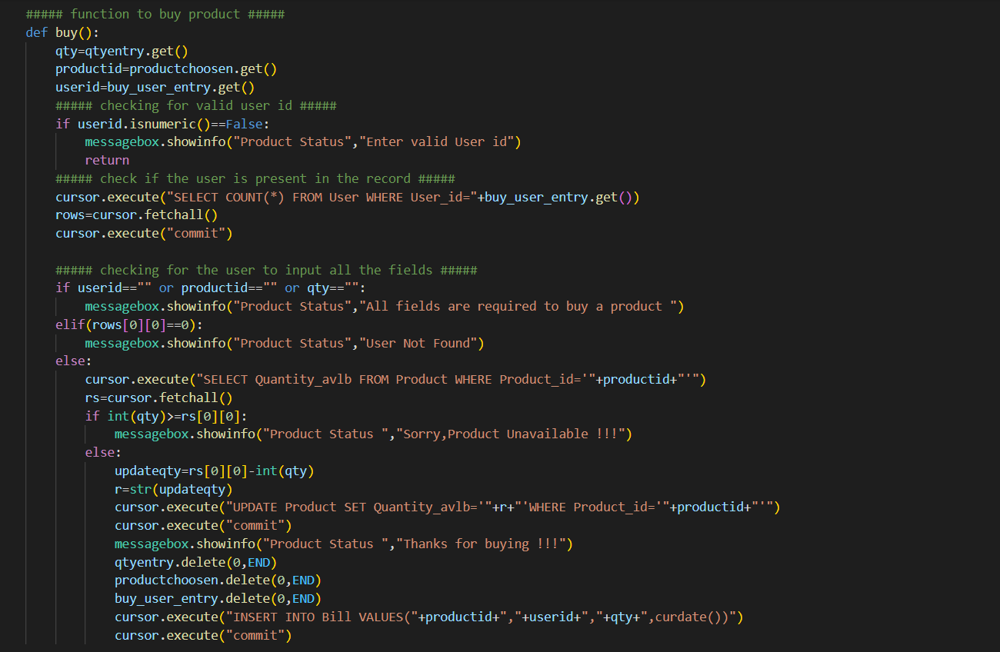 ##### function to buy product #####
def buy():
    qty=qtyentry.get()
    productid=productchoosen.get()
    userid=buy_user_entry.get()
    ##### checking for valid user id #####
    if userid.isnumeric()==False:
        messagebox.showinfo("Product Status","Enter valid User id")
        return
    ##### check if the user is present in the record #####
    cursor.execute("SELECT COUNT(*) FROM User WHERE User_id="+buy_user_entry.get())
    rows=cursor.fetchall()
    cursor.execute("commit")

    ##### checking for the user to input all the fields #####
    if userid=="" or productid=="" or qty=="":
        messagebox.showinfo("Product Status","All fields are required to buy a product ")
    elif(rows[0][0]==0):
        messagebox.showinfo("Product Status","User Not Found")
    else:
        cursor.execute("SELECT Quantity_avlb FROM Product WHERE Product_id='"+productid+"'")
        rs=cursor.fetchall()
        if int(qty)>=rs[0][0]:
            messagebox.showinfo("Product Status ","Sorry,Product Unavailable !!!")
        else:
            updateqty=rs[0][0]-int(qty)
            r=str(updateqty)
            cursor.execute("UPDATE Product SET Quantity_avlb='"+r+"'WHERE Product_id='"+productid+"'")
            cursor.execute("commit")
            messagebox.showinfo("Product Status ","Thanks for buying !!!")
            qtyentry.delete(0,END)
            productchoosen.delete(0,END)
            buy_user_entry.delete(0,END)
            cursor.execute("INSERT INTO Bill VALUES("+productid+","+userid+","+qty+",curdate())")
            cursor.execute("commit")